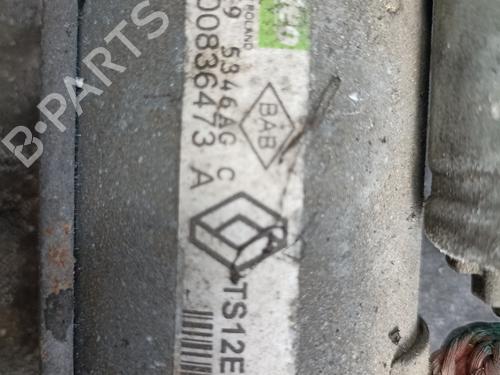 POLAND
9 5346AG C
00836473 A
BAB
TS12E
B-PARTS